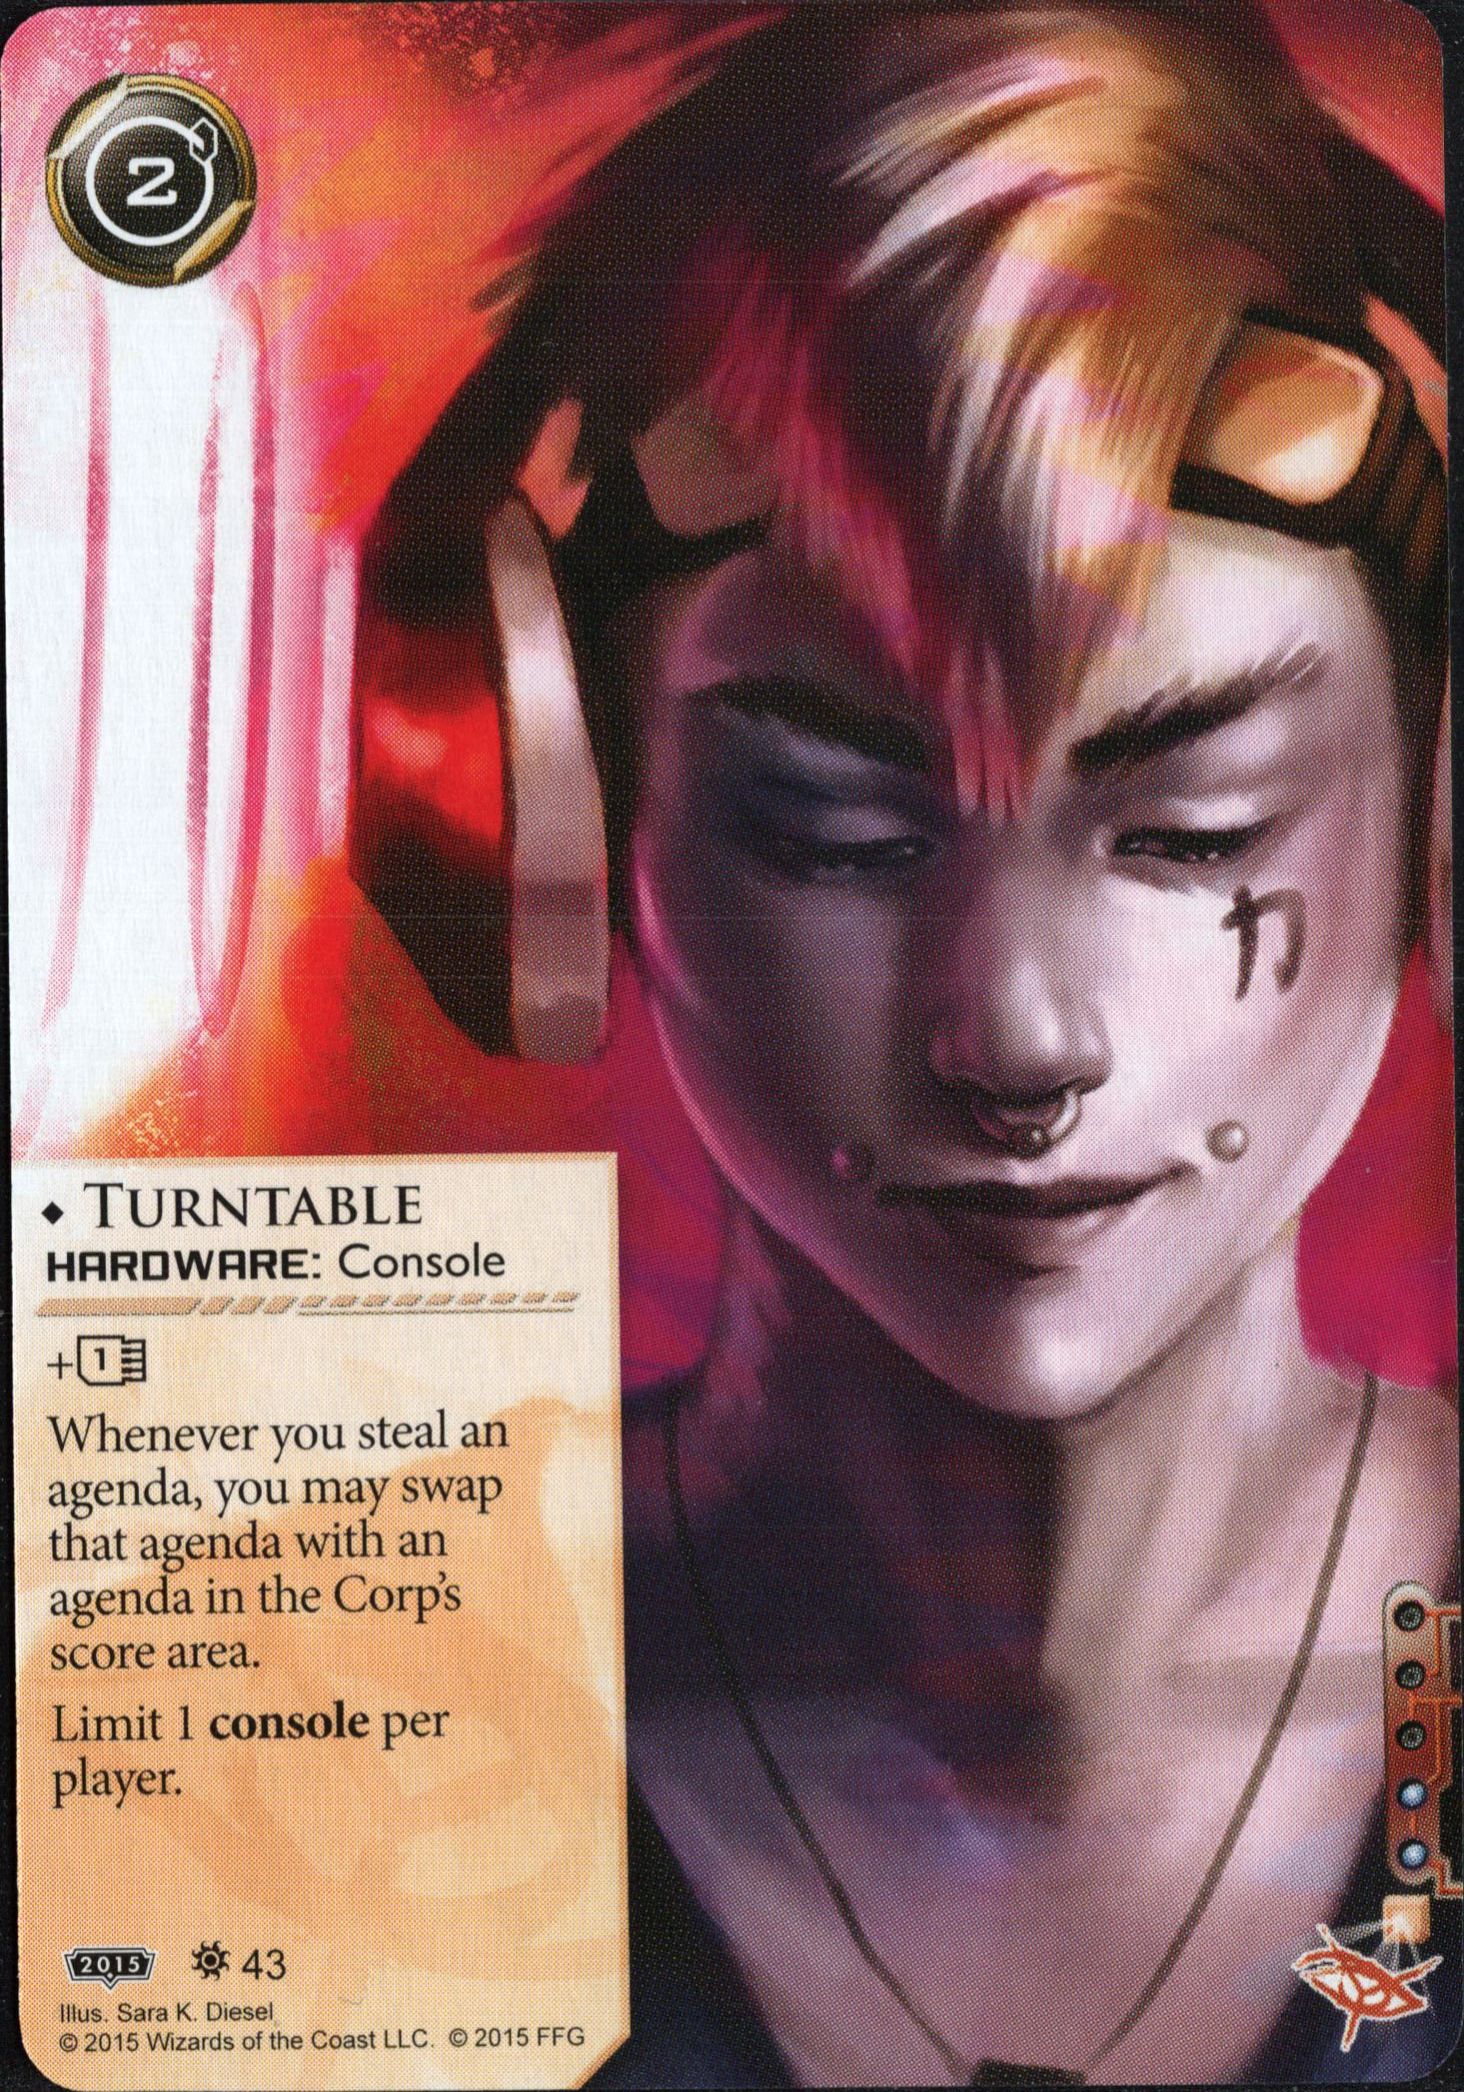 2
カ
◆ TURNTABLE
HARDWARE: Console
+1
Whenever you steal an
agenda, you may swap
that agenda with an
agenda in the Corp's
score area.
Limit 1 console per
player.
2015 43
Illus. Sara K. Diesel
© 2015 Wizards of the Coast LLC. © 2015 FFG